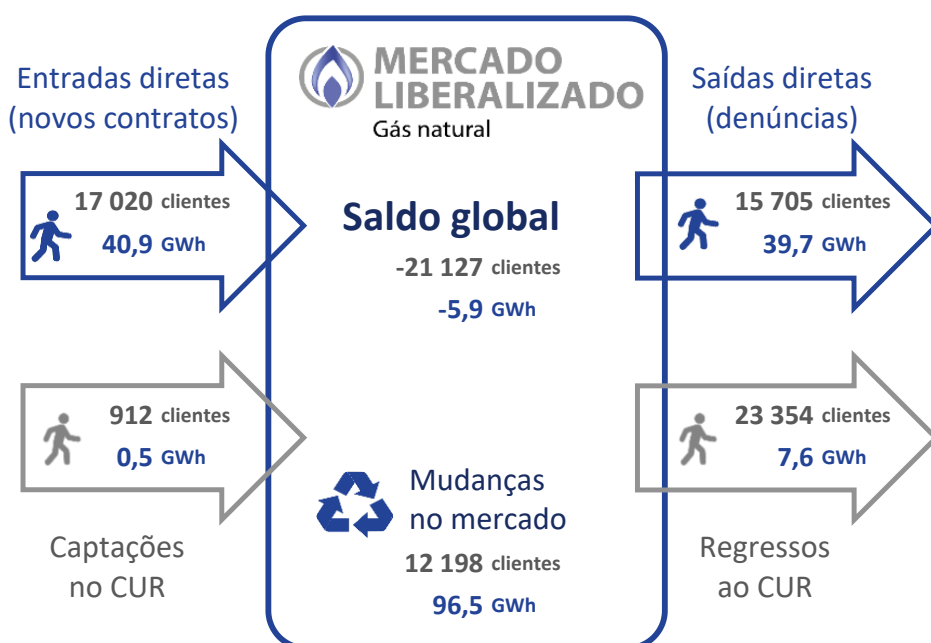 Entradas diretas
(novos contratos)
17 020 clientes
40,9 GWh
912 clientes
0,5 GWh
Captações
no CUR
MERCADO
LIBERALIZADO
Gás natural
Saldo global
-21 127 clientes
-5,9 GWh
Mudanças
no mercado
12 198 clientes
96,5 GWh
Saídas diretas
(denúncias)
15 705 clientes
39,7 GWh
23 354 clientes
7,6 GWh
Regressos
ao CUR